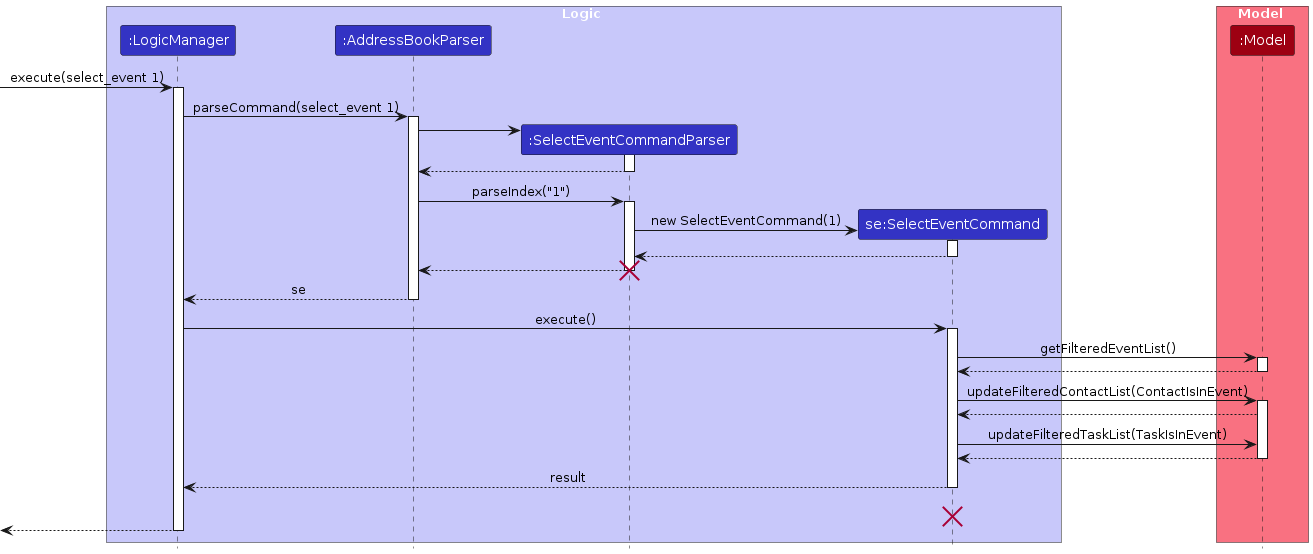 Logic
Model
:LogicManager
:AddressBookParser
:Model
execute(select_event 1)
parseCommand(select_event 1)
:SelectEventCommandParser
parseIndex("1")
new SelectEventCommand(1)
se:SelectEventCommand
se
execute()
getFilteredEventList()
updateFilteredContactList(ContactIsInEvent)
updateFilteredTaskList(TaskIsInEvent)
result